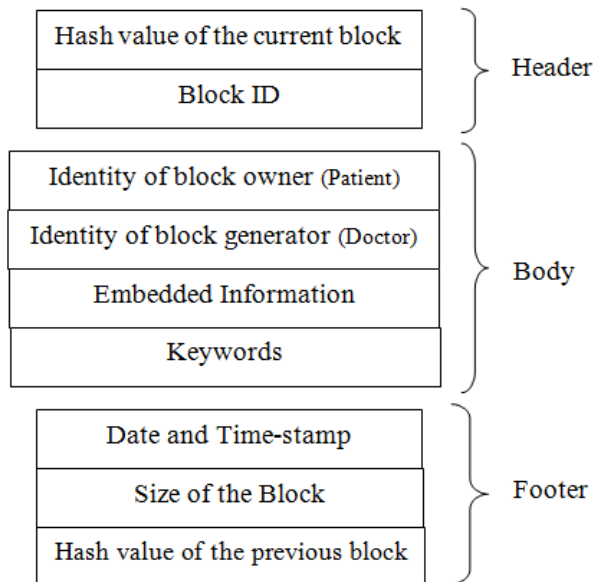 Hash value of the current block
Block ID
Header
Identity of block owner (Patient)
Identity of block generator (Doctor)
Embedded Information
Keywords
Body
Date and Time-stamp
Size of the Block
Hash value of the previous block
Footer